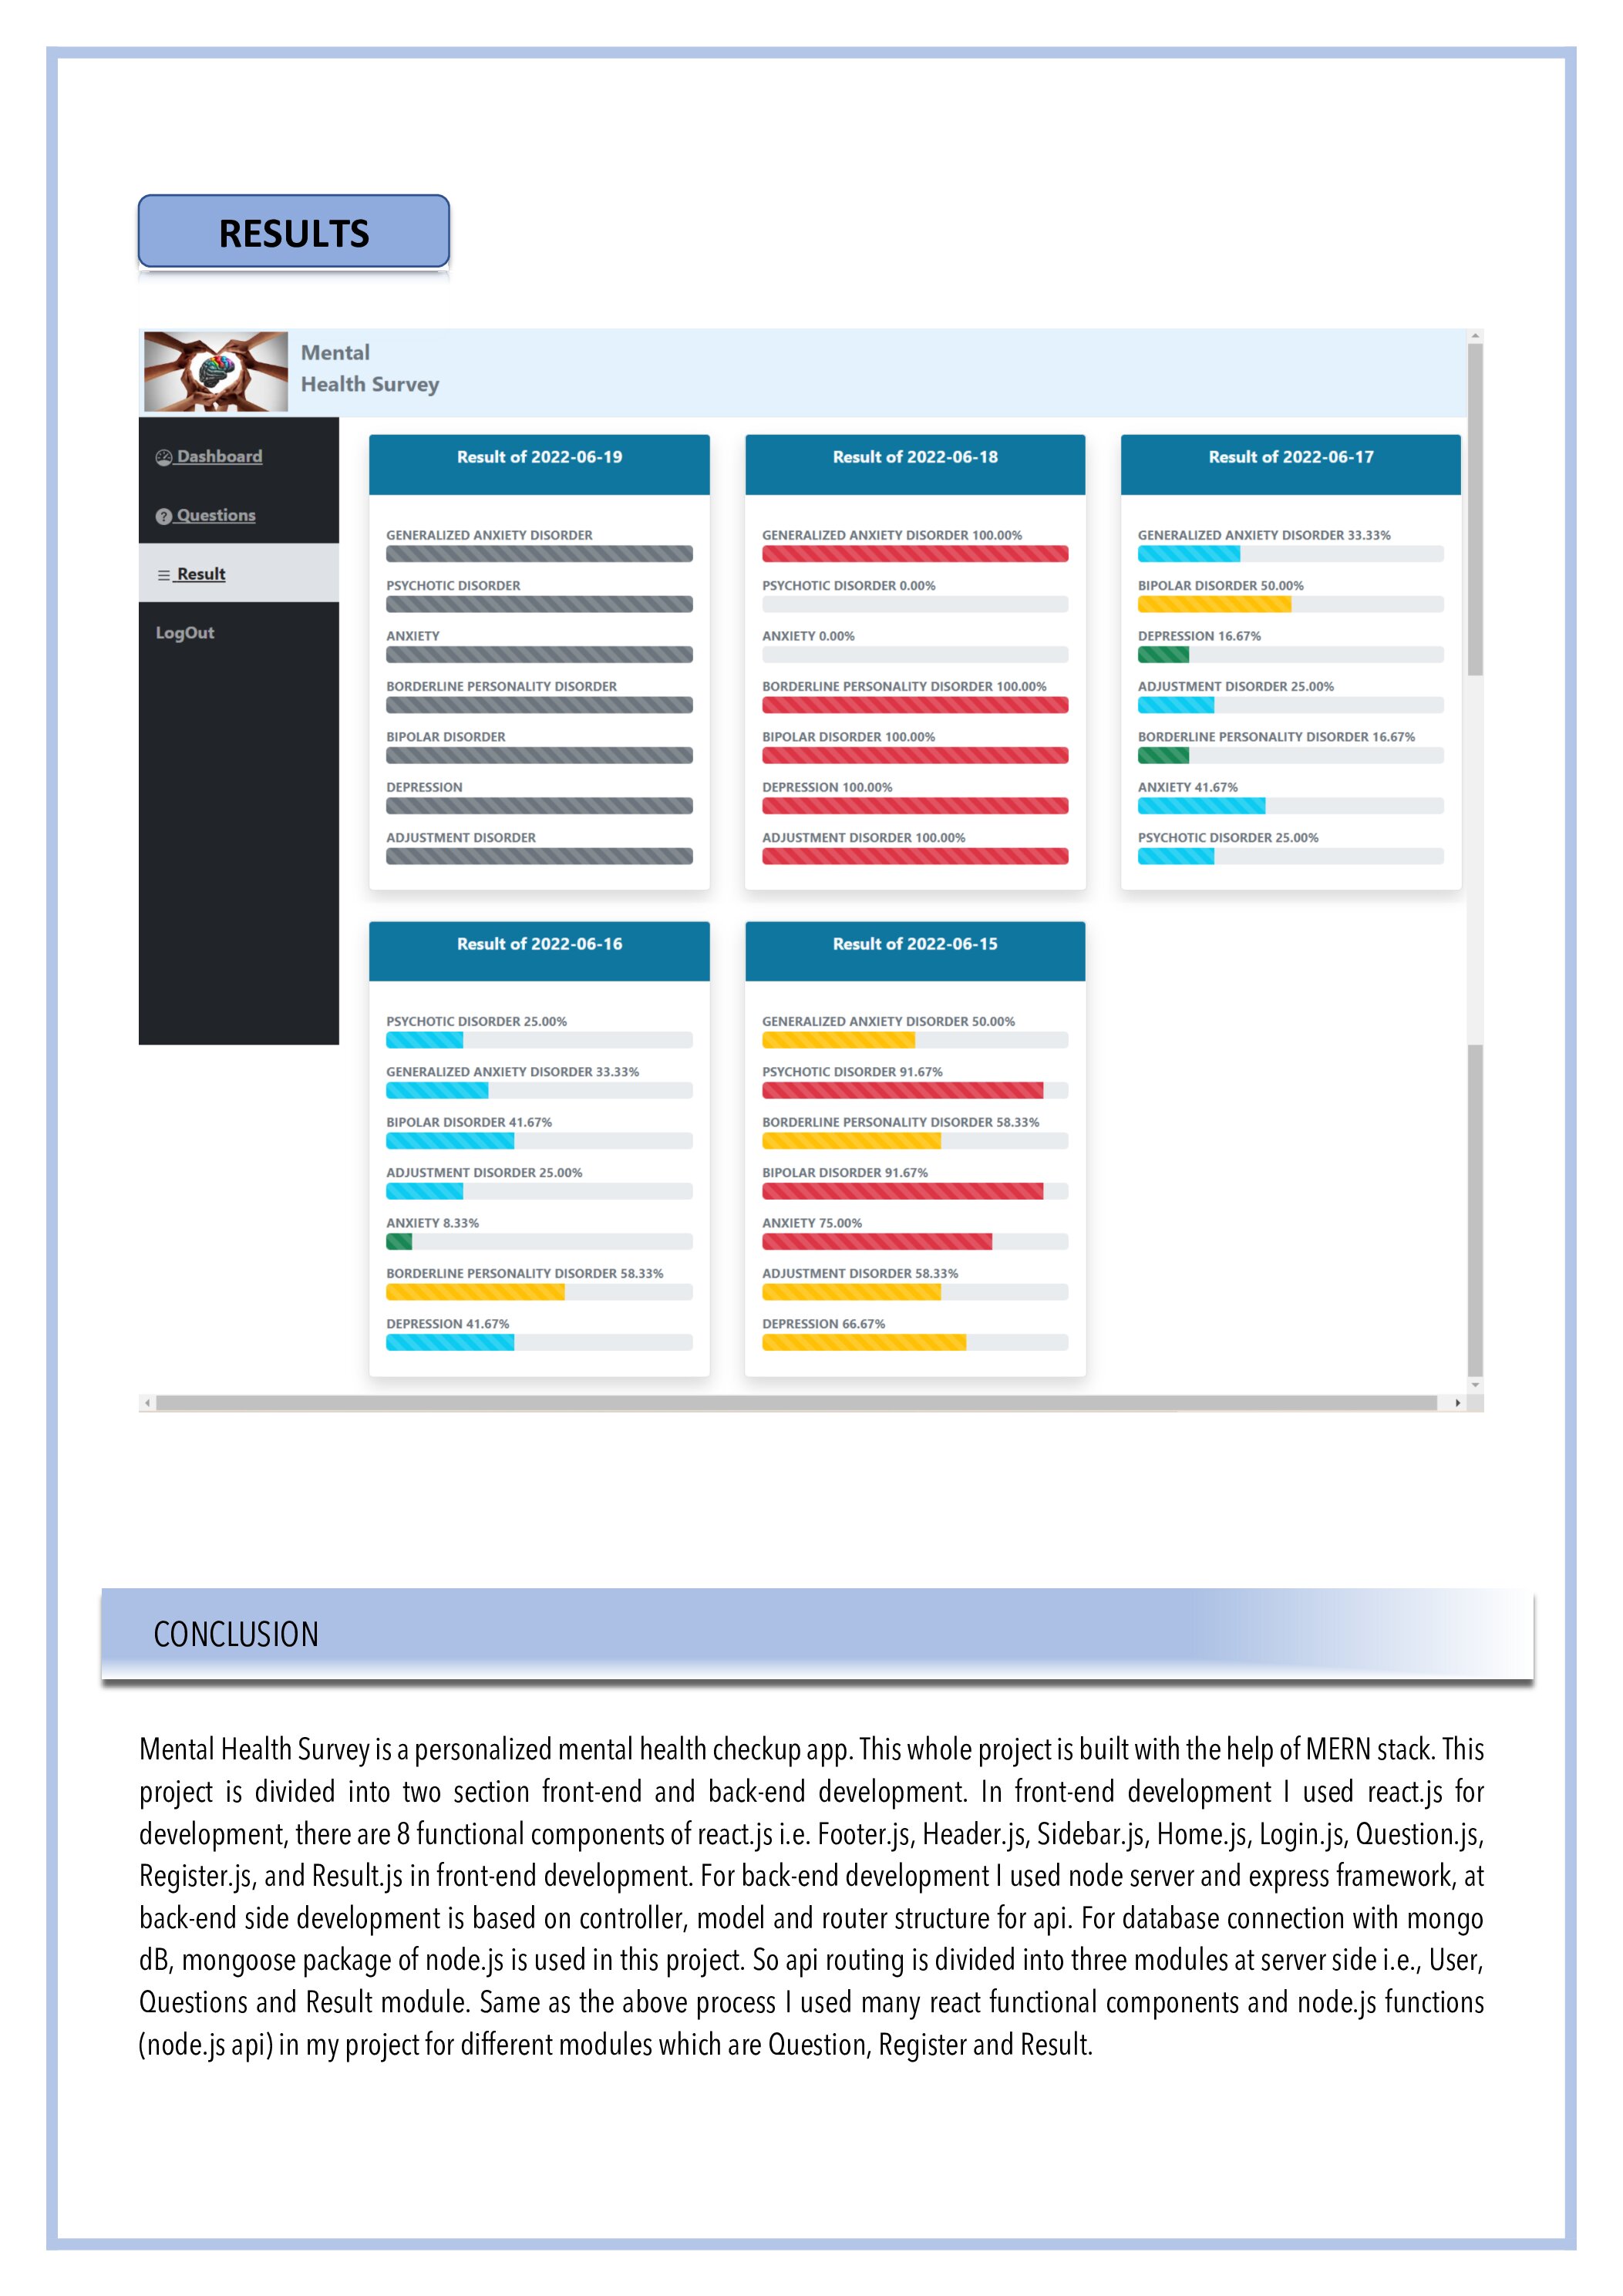 RESULTS
Mental
Health Survey
Dashboard
Questions
Result
LogOut
Result of 2022-06-19
GENERALIZED ANXIETY DISORDER
PSYCHOTIC DISORDER
ANXIETY
BORDERLINE PERSONALITY DISORDER
BIPOLAR DISORDER
DEPRESSION
ADJUSTMENT DISORDER
Result of 2022-06-18
GENERALIZED ANXIETY DISORDER 100.00%
PSYCHOTIC DISORDER 0.00%
ANXIETY 0.00%
BORDERLINE PERSONALITY DISORDER 100.00%
BIPOLAR DISORDER 100.00%
DEPRESSION 100.00%
ADJUSTMENT DISORDER 100.00%
Result of 2022-06-17
GENERALIZED ANXIETY DISORDER 33.33%
BIPOLAR DISORDER 50.00%
DEPRESSION 16.67%
ADJUSTMENT DISORDER 25.00%
BORDERLINE PERSONALITY DISORDER 16.67%
ANXIETY 41.67%
PSYCHOTIC DISORDER 25.00%
Result of 2022-06-16
PSYCHOTIC DISORDER 25.00%
GENERALIZED ANXIETY DISORDER 33.33%
BIPOLAR DISORDER 41.67%
ADJUSTMENT DISORDER 25.00%
ANXIETY 8.33%
BORDERLINE PERSONALITY DISORDER 58.33%
DEPRESSION 41.67%
Result of 2022-06-15
GENERALIZED ANXIETY DISORDER 50.00%
PSYCHOTIC DISORDER 91.67%
BORDERLINE PERSONALITY DISORDER 58.33%
BIPOLAR DISORDER 91.67%
ANXIETY 75.00%
ADJUSTMENT DISORDER 58.33%
DEPRESSION 66.67%
CONCLUSION
Mental Health Survey is a personalized mental health checkup app. This whole project is built with the help of MERN stack. This
project is divided into two section front-end and back-end development. In front-end development I used react.js for
development, there are 8 functional components of react.js i.e. Footer.js, Header.js, Sidebar.js, Home.js, Login.js, Question.js,
Register.js, and Result.js in front-end development. For back-end development I used node server and express framework, at
back-end side development is based on controller, model and router structure for api. For database connection with mongo
dB, mongoose package of node.js is used in this project. So api routing is divided into three modules at server side i.e., User,
Questions and Result module. Same as the above process I used many react functional components and node.js functions
(node.js api) in my project for different modules which are Question, Register and Result.